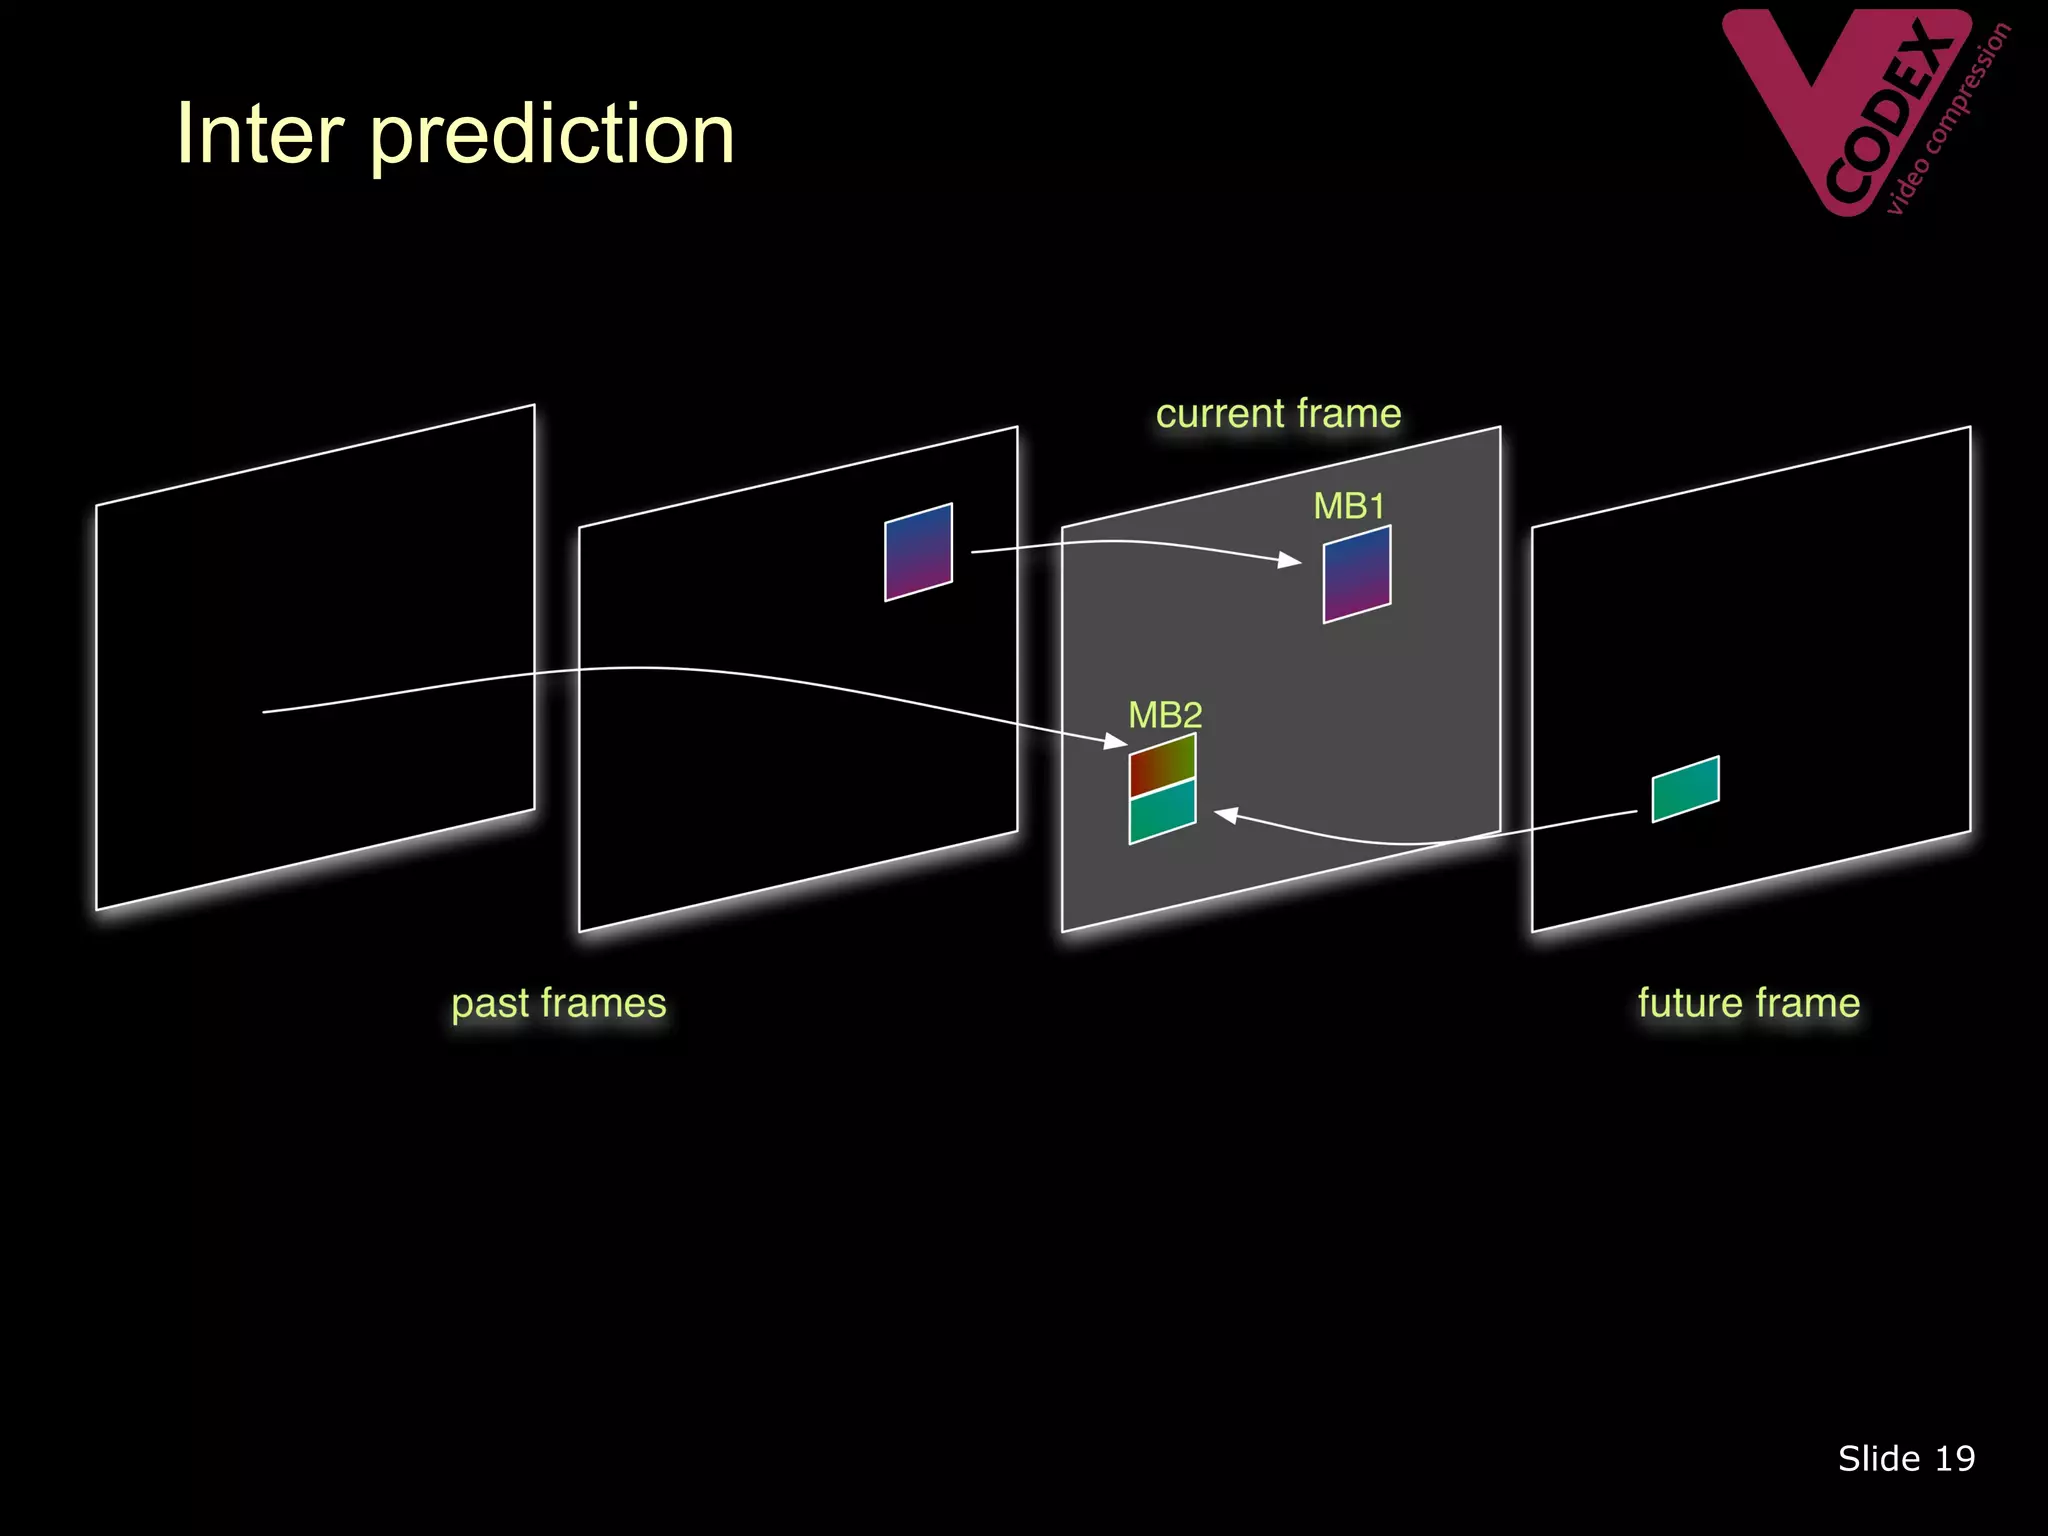 Inter prediction
CODEX
video compression
current frame
MB1
MB2
past frames
future frame
Slide 19